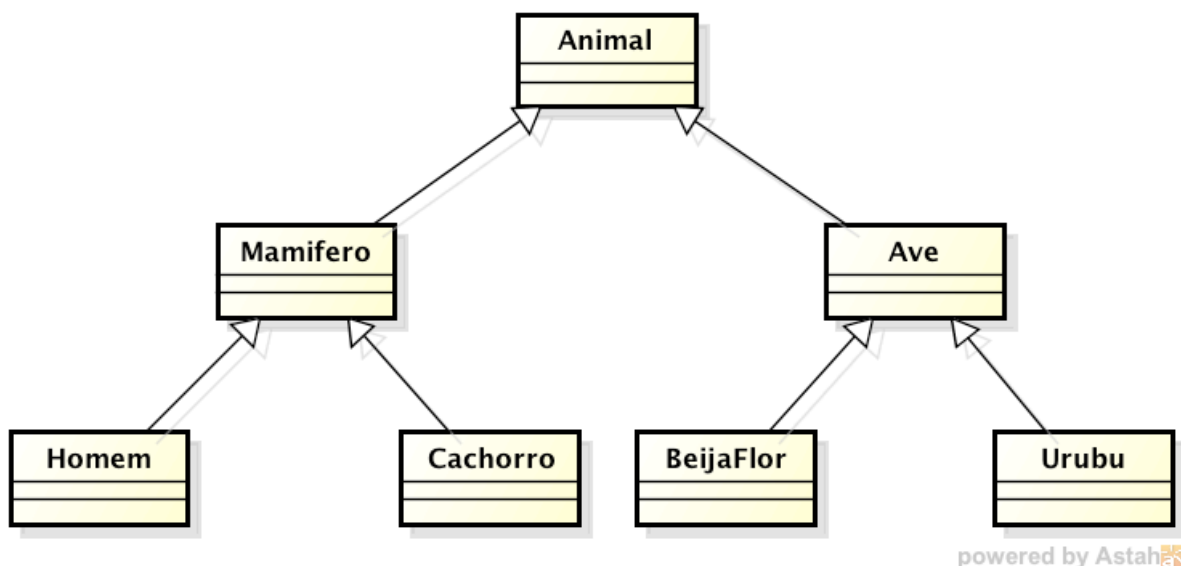 Animal
Mamifero
Ave
Homem
Cachorro
BeijaFlor
Urubu
powered by Astah